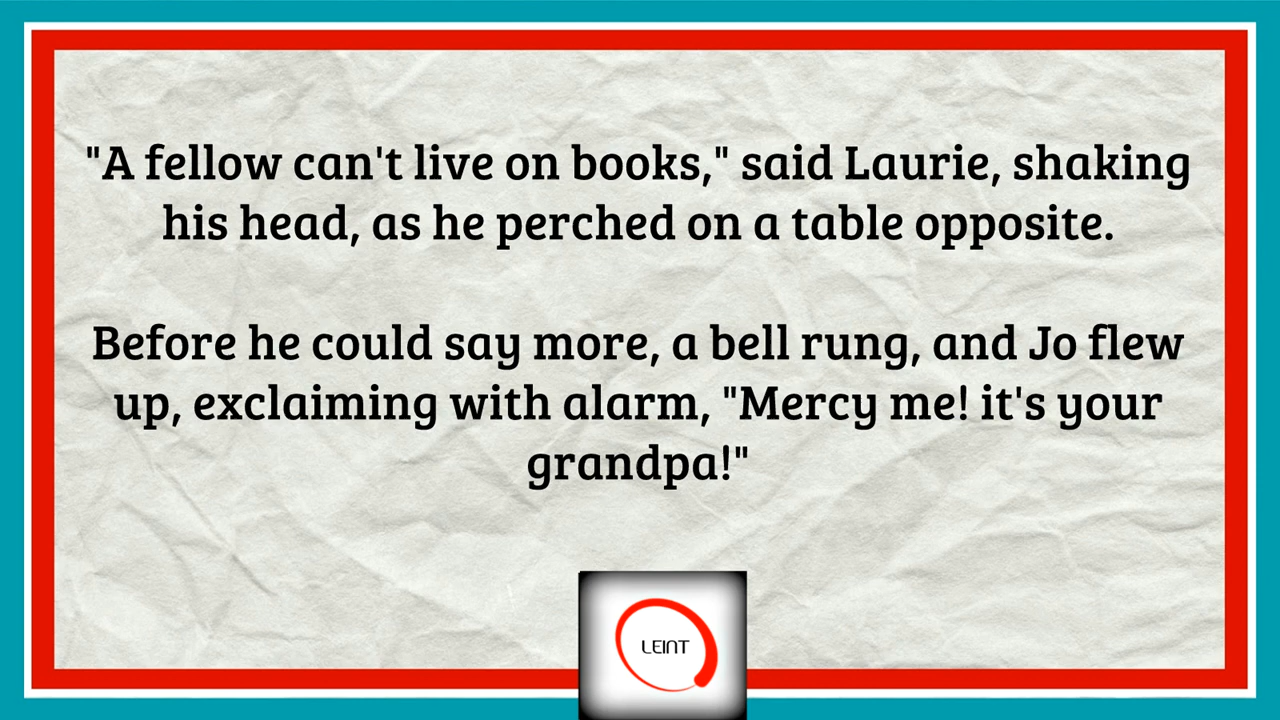 "A fellow can't live on books," said Laurie, shaking
his head, as he perched on a table opposite.
Before he could say more, a bell rung, and Jo flew
up, exclaiming with alarm, "Mercy me! it's your
grandpa!"
LEINT